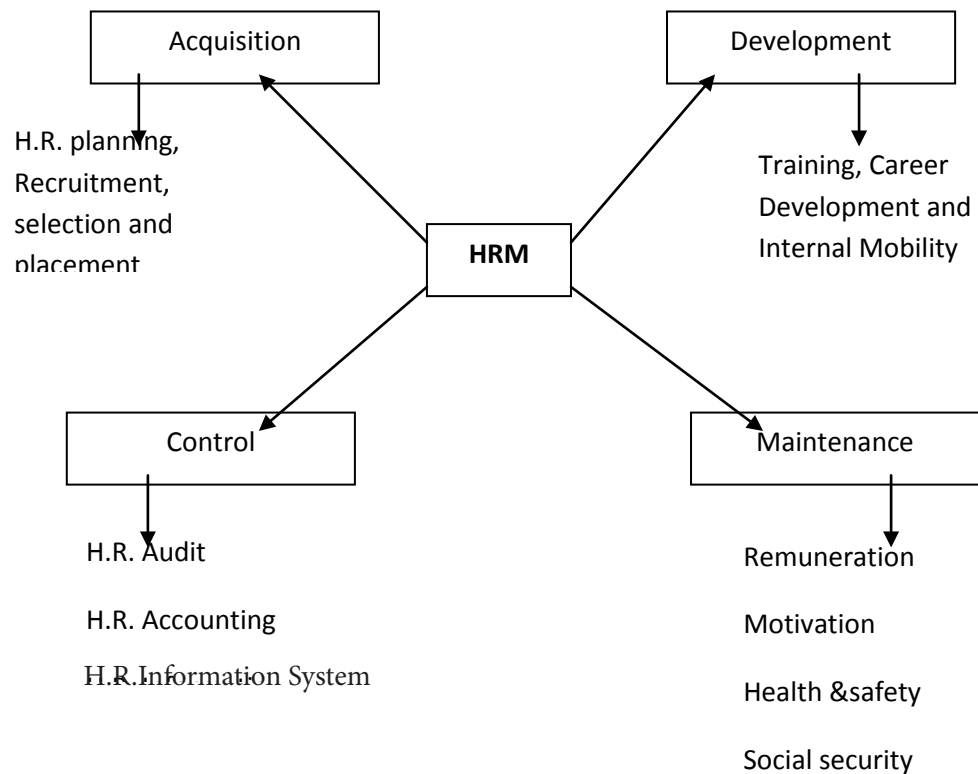 Acquisition
H.R. planning,
Recruitment,
selection and
placement
Development
Training, Career
Development and
Internal Mobility
HRM
Control
H.R. Audit
H.R. Accounting
H.R.Information System
Maintenance
Remuneration
Motivation
Health &safety
Social security